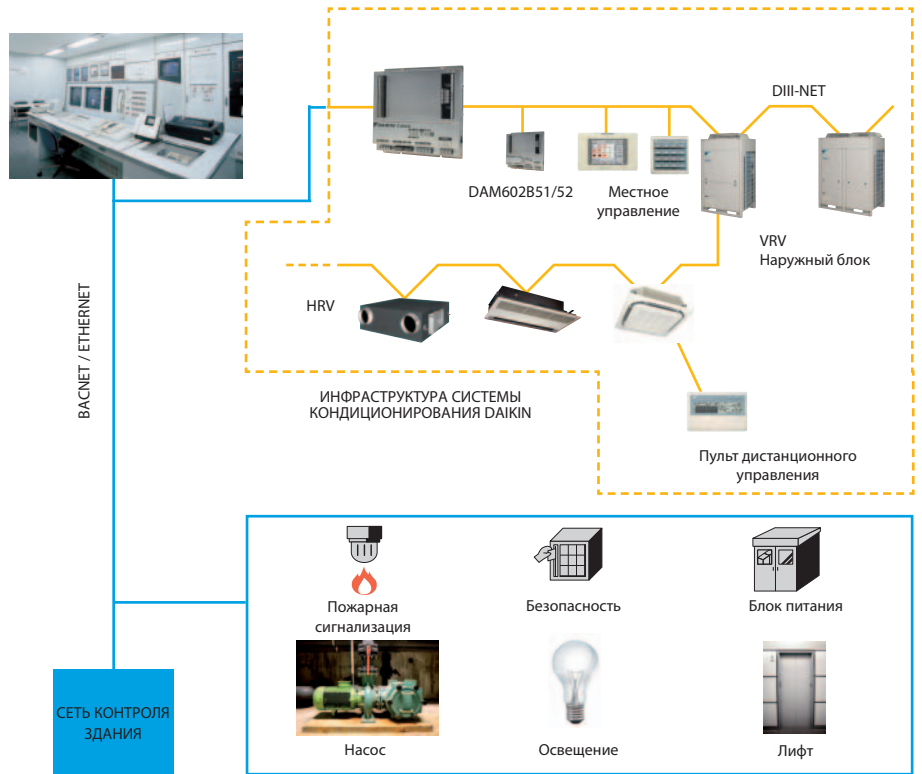 DIII-NET
DAM602B51/52
Местное
управление
VRV
Наружный блок
HRV
BACNET / ETHERNET
ИНФРАСТРУКТУРА СИСТЕМЫ
КОНДИЦИОНИРОВАНИЯ DAIKIN
Пульт дистанционного
управления
Пожарная
сигнализация
Безопасность
Блок питания
СЕТЬ КОНТРОЛЯ
ЗДАНИЯ
Насос
Освещение
Лифт